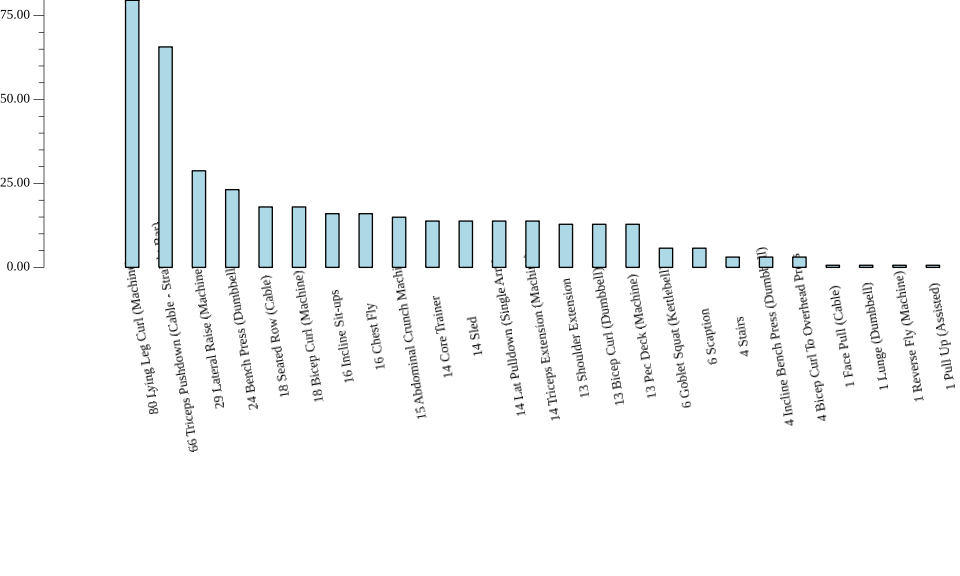 75.00
50.00
25.00
0.00
80 Lying Leg Curl (Machine
66 Triceps Pushdown (Cable - Stra Bar)
29 Lateral Raise (Machine
24 Bench Press (Dumbbell
18 Seated Row (Cable)
18 Bicep Curl (Machine)
16 Incline Sit-ups
16 Chest Fly
15 Abdominal Crunch Machi
14 Core Trainer
14 Sled
14 Lat Pulldown (Single Arm
14 Triceps Extension (Machin
13 Shoulder Extension
13 Bicep Curl (Dumbbell)
13 Pec Deck (Machine)
6 Goblet Squat (Kettlebell
6 Scaption
4 Stairs
4 Incline Bench Press (Dumbbell)
4 Bicep Curl To Overhead Press
1 Face Pull (Cable)
1 Lunge (Dumbbell)
1 Reverse Fly (Machine)
1 Pull Up (Assisted)